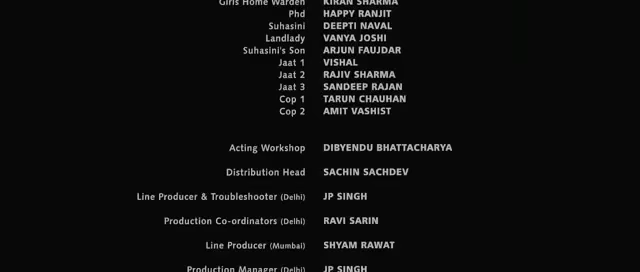 Girls Home Warden KIRAN SHARMA
Phd HAPPY RANJIT
Suhasini DEEPTI NAVAL
Landlady VANYA JOSHI
Suhasini's Son ARJUN FAUJDAR
Jaat 1 VISHAL
Jaat 2 RAJIV SHARMA
Jaat 3 SANDEEP RAJAN
Cop 1 TARUN CHAUHAN
Cop 2 AMIT VASHIST
Acting Workshop DIBYENDU BHATTACHARYA
Distribution Head SACHIN SACHDEV
Line Producer & Troubleshooter (Delhi) JP SINGH
Production Co-ordinators (Delhi) RAVI SARIN
Line Producer (Mumbai) SHYAM RAWAT
Production Manager (Delhi) JP SINGH